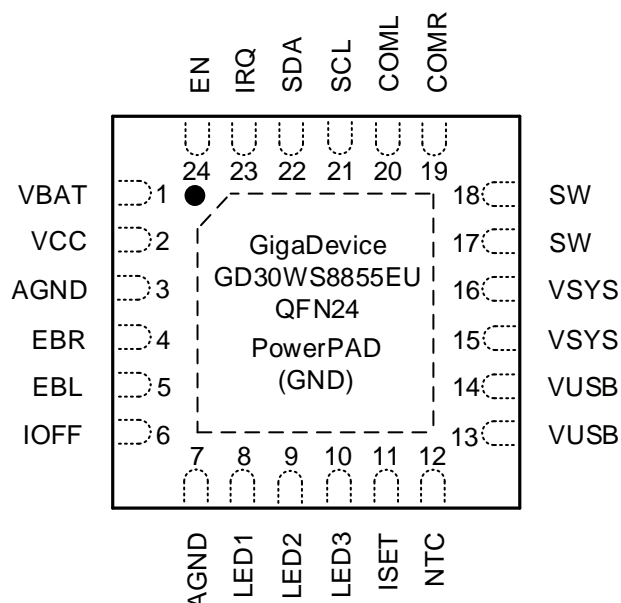 EN
IRQ
SDA
SCL
COML
COMR
24
23
22
21
20
19
VBAT 1
18 SW
VCC 2
17 SW
AGND 3
16 VSYS
EBR 4
15 VSYS
EBL 5
14 VUSB
IOFF 6
13 VUSB
GigaDevice
GD30WS8855EU
QFN24
PowerPAD
(GND)
7
8
9
10
11
12
AGND
LED1
LED2
LED3
ISET
NTC